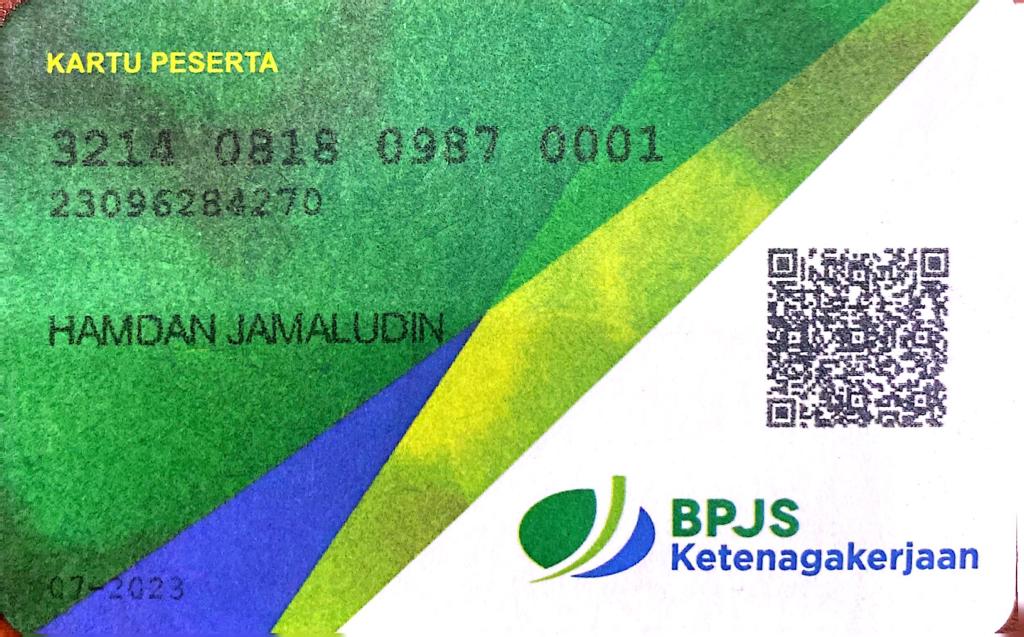 KARTU PESERTA
3214 0818 0987 0001
23096284270
HAMDAN JAMALUDIN
BPJS
Ketenagakerjaan
07-2023